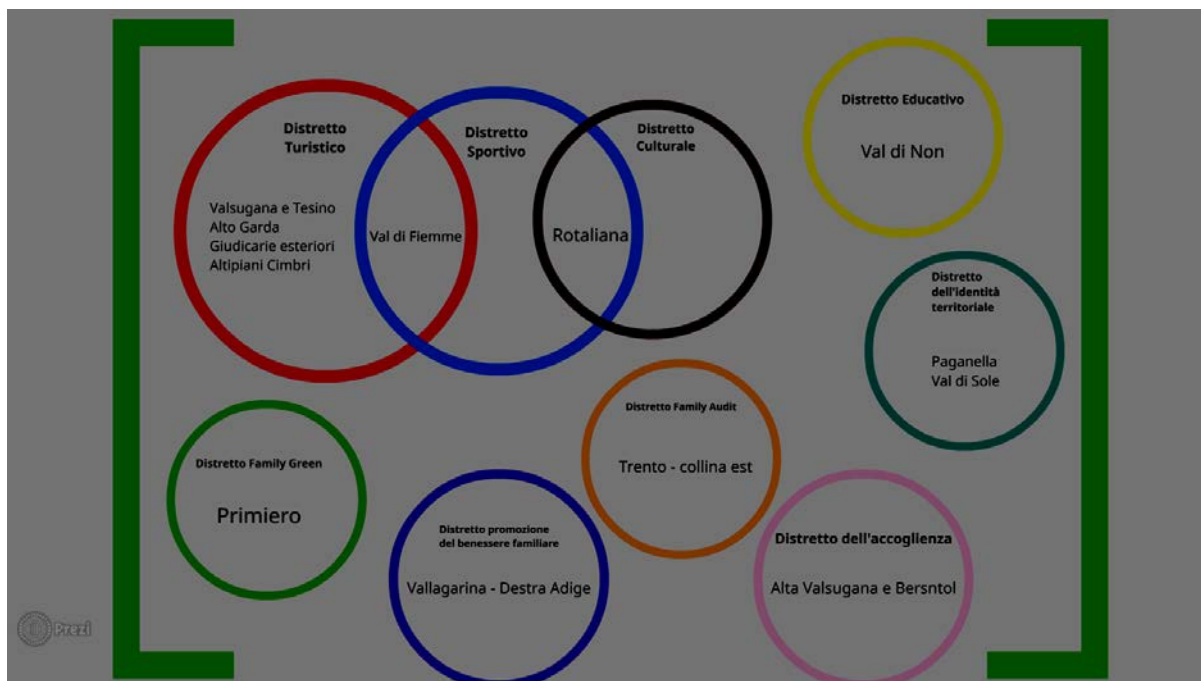 Distretto
Turistico
Valsugana e Tesino
Alto Garda
Giudicarie esteriori
Altipiani Cimbri
Distretto
Sportivo
Val di Fiemme
Distretto
Culturale
Rotaliana
Distretto Educativo
Val di Non
Distretto
dell'identità
territoriale
Paganella
Val di Sole
Distretto Family Green
Primiero
Distretto promozione
del benessere familiare
Vallagarina - Destra Adige
Distretto Family Audit
Trento - collina est
Distretto dell'accoglienza
Alta Valsugana e Bersntol
Prezi